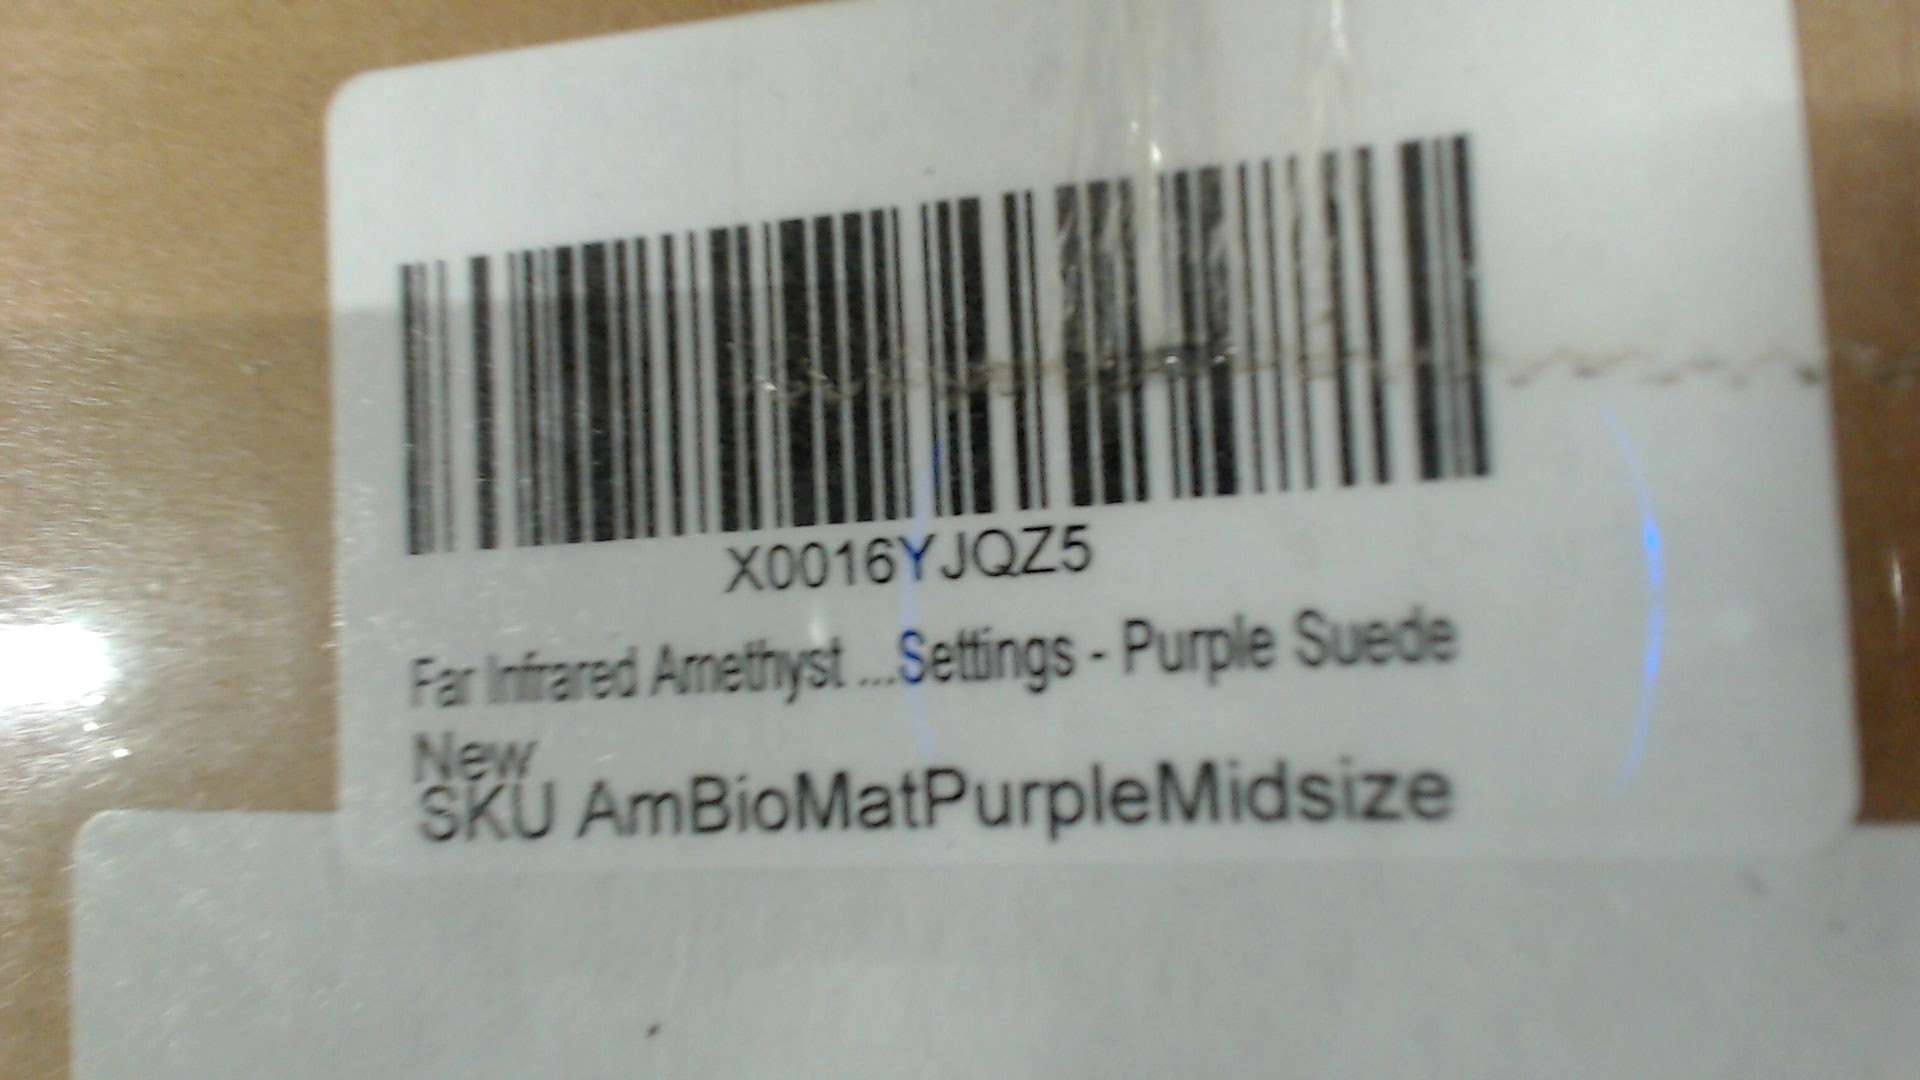 X0016YJQZ5
Far Infrared Amethyst ...Settings - Purple Suede
New
SKU AmBioMatPurpleMidsize